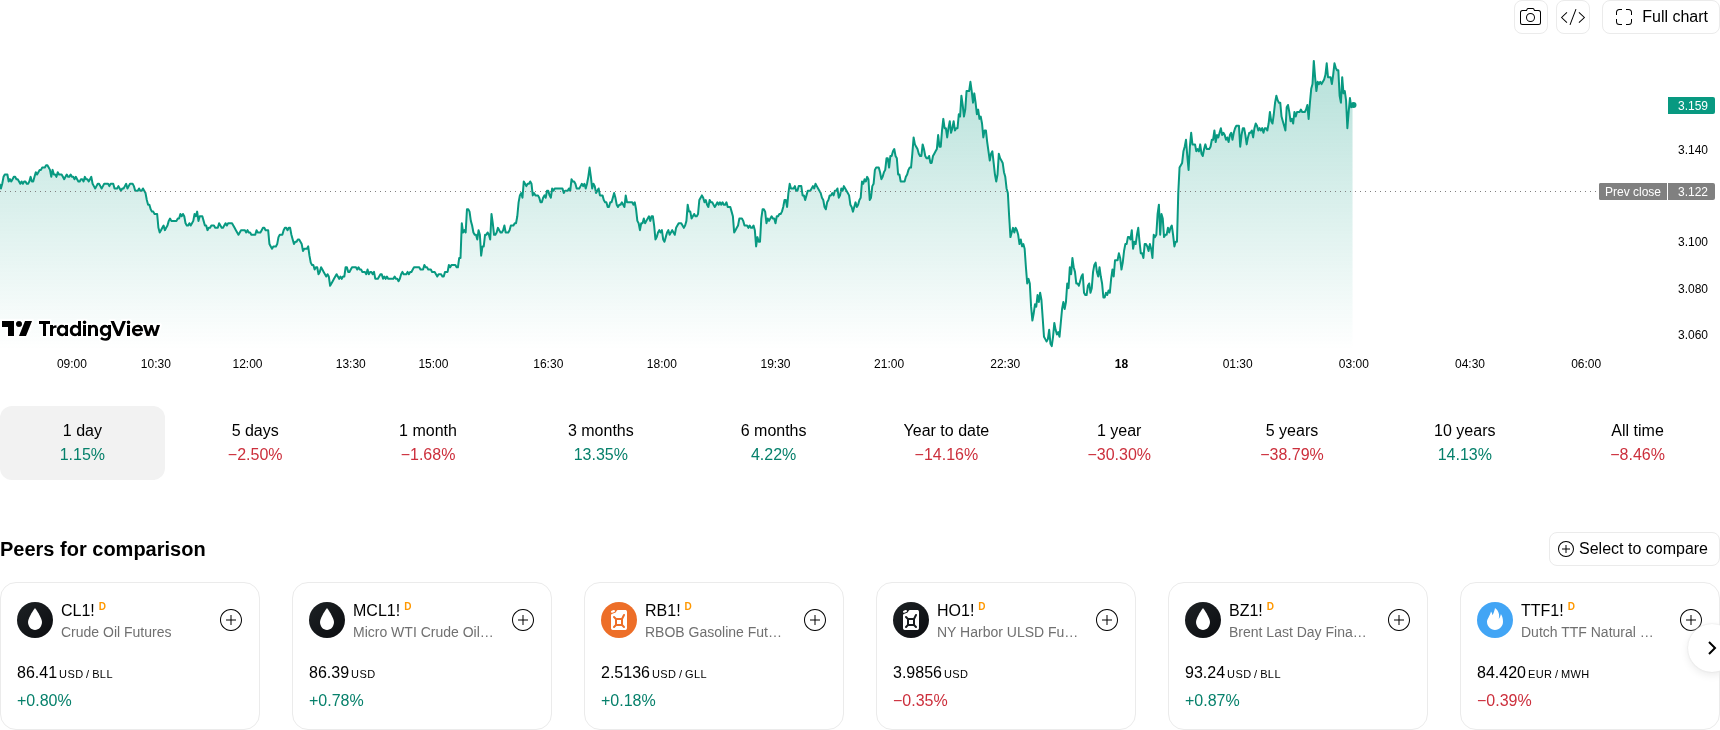 Full chart
3.159
3.140
Prev close 3.122
3.100
3.080
3.060
TradingView
09:00 10:30 12:00 13:30 15:00 16:30 18:00 19:30 21:00 22:30 18 01:30 03:00 04:30 06:00
1 day 5 days 1 month 3 months 6 months Year to date 1 year 5 years 10 years All time
1.15% −2.50% −1.68% 13.35% 4.22% −14.16% −30.30% −38.79% 14.13% −8.46%
Peers for comparison
Select to compare
CL1! D
Crude Oil Futures
86.41 USD / BLL
+0.80%
MCL1! D
Micro WTI Crude Oil…
86.39 USD
+0.78%
RB1! D
RBOB Gasoline Fut…
2.5136 USD / GLL
+0.18%
HO1! D
NY Harbor ULSD Fu…
3.9856 USD
−0.35%
BZ1! D
Brent Last Day Fina…
93.24 USD / BLL
+0.87%
TTF1! D
Dutch TTF Natural …
84.420 EUR / MWH
−0.39%